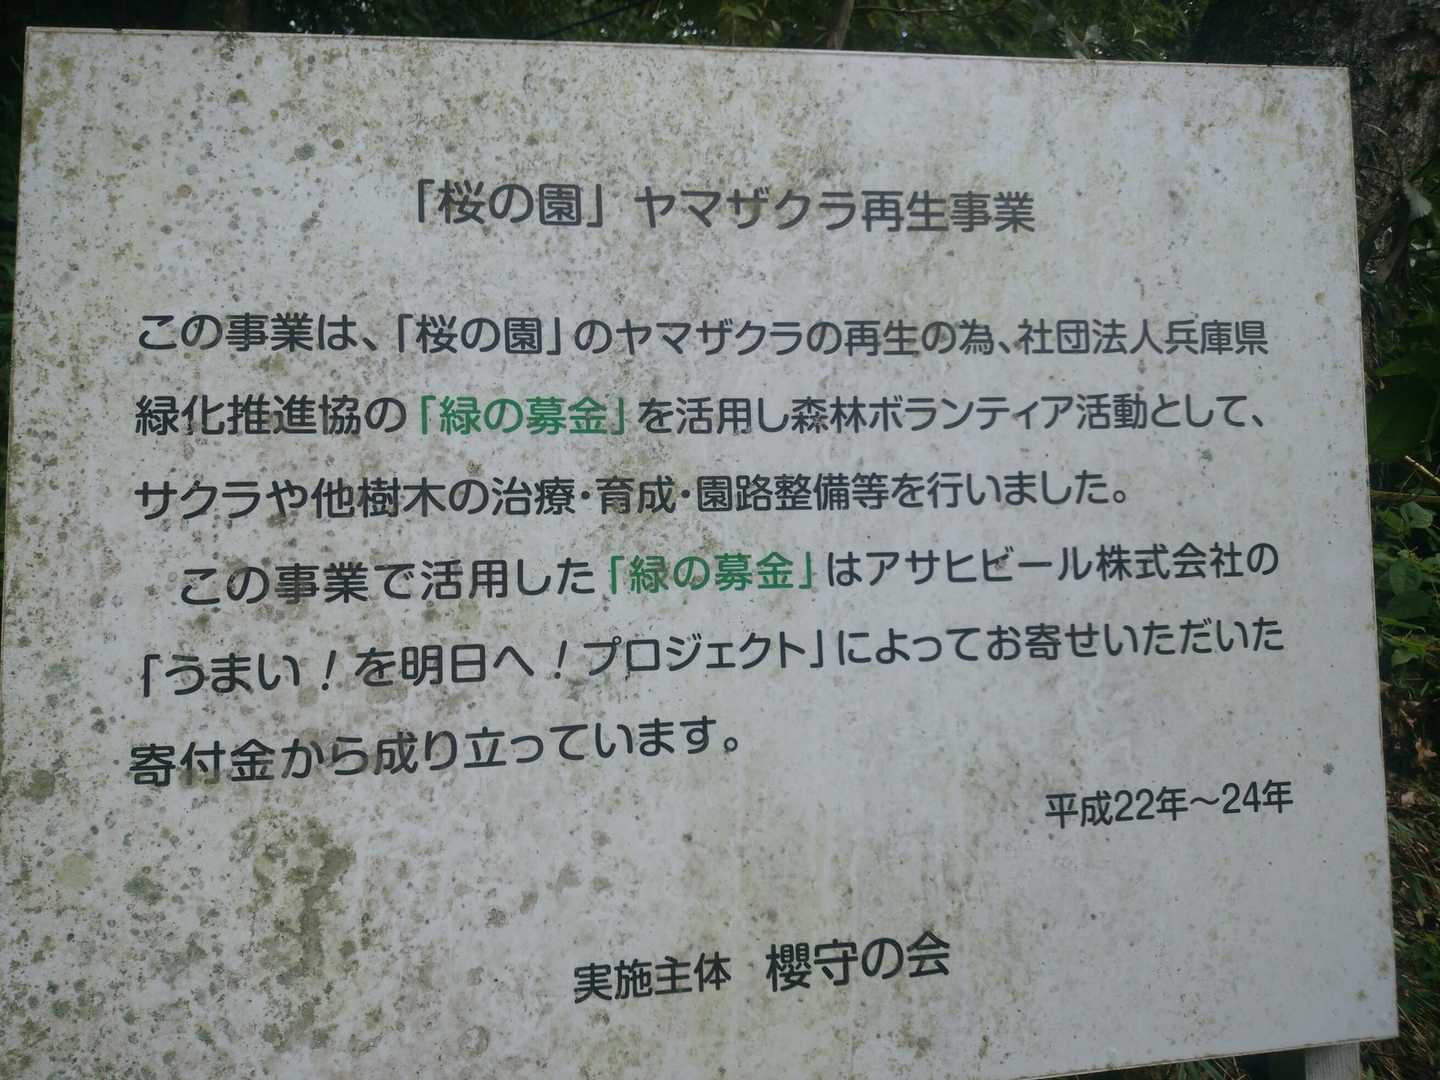 「桜の園」ヤマザクラ再生事業
この事業は、「桜の園」のヤマザクラの再生の為、社団法人兵庫県
緑化推進協の「緑の募金」を活用し森林ボランティア活動として、
サクラや他樹木の治療・育成・園路整備等を行いました。
この事業で活用した「緑の募金」はアサヒビール株式会社の
「うまい！を明日へ！プロジェクト」によってお寄せいただいた
寄付金から成り立っています。
平成22年～24年
実施主体 櫻守の会